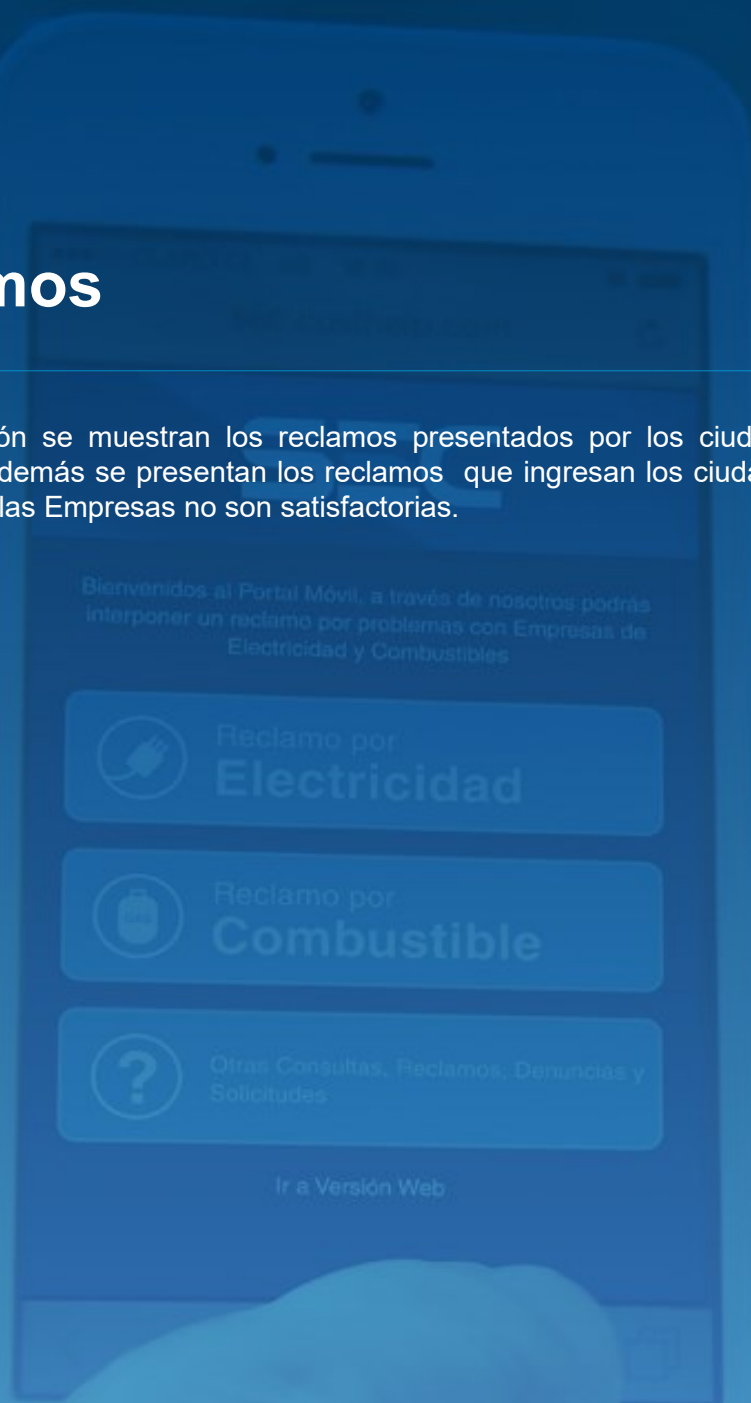 mos
ón se muestran los reclamos presentados por los ciud
demás se presentan los reclamos que ingresan los ciuda
las Empresas no son satisfactorias.
SEC
Bienvenidos al Portal Móvil, a través de nosotros podrás
interponer un reclamo por problemas con Empresas de
Electricidad y Combustibles
Reclamo por
Electricidad
Reclamo por
Combustible
Otras Consultas, Reclamos, Denuncias y
Solicitudes
Ir a Versión Web